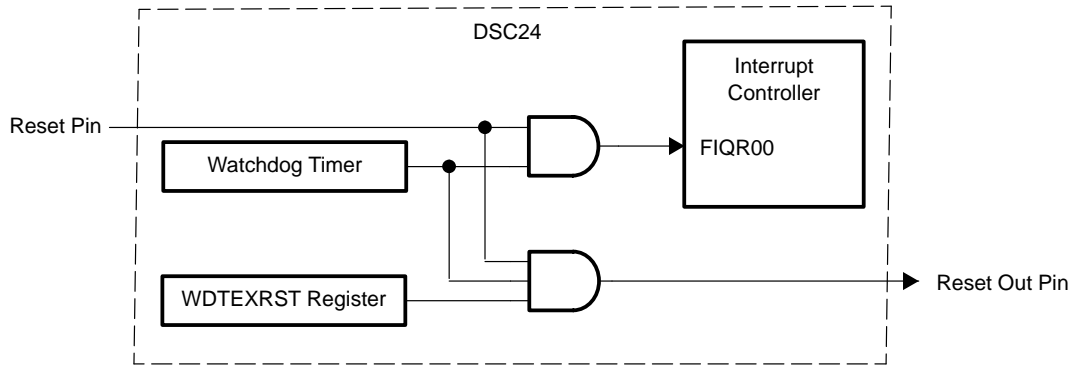 DSC24
Interrupt
Controller
Reset Pin
Watchdog Timer
FIQR00
WDTEXRST Register
Reset Out Pin